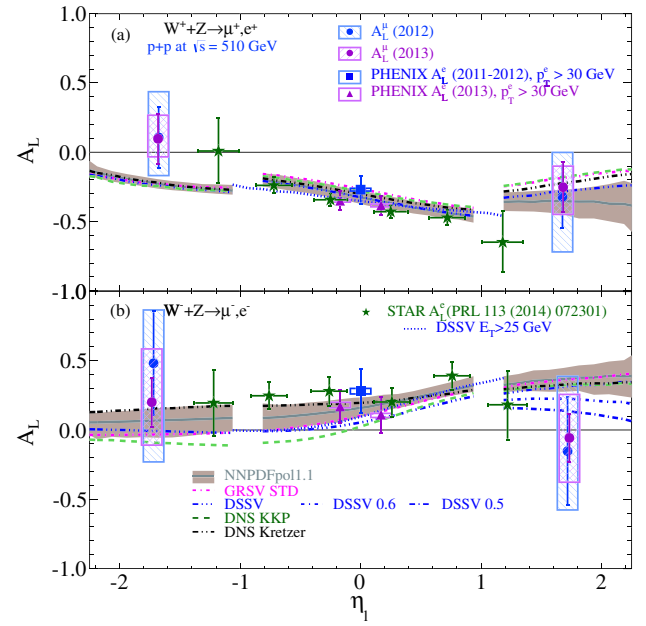 1.0
W⁺+Z→μ⁺,e⁺
(a)
p+p at √s = 510 GeV
A_L^μ (2012)
A_L^μ (2013)
PHENIX A_L^e (2011-2012), p_T^e > 30 GeV
PHENIX A_L^e (2013), p_T^e > 30 GeV
0.5
0.0
-0.5
-1.0
A_L
(b)
W⁻+Z→μ⁻,e⁻
STAR A_L^e(PRL 113 (2014) 072301)
DSSV E_T>25 GeV
0.5
0.0
-0.5
-1.0
A_L
NNPDFpol1.1
GRSV STD
DSSV DSSV 0.6 DSSV 0.5
DNS KKP
DNS Kretzer
-2 -1 0 1 2
η_l